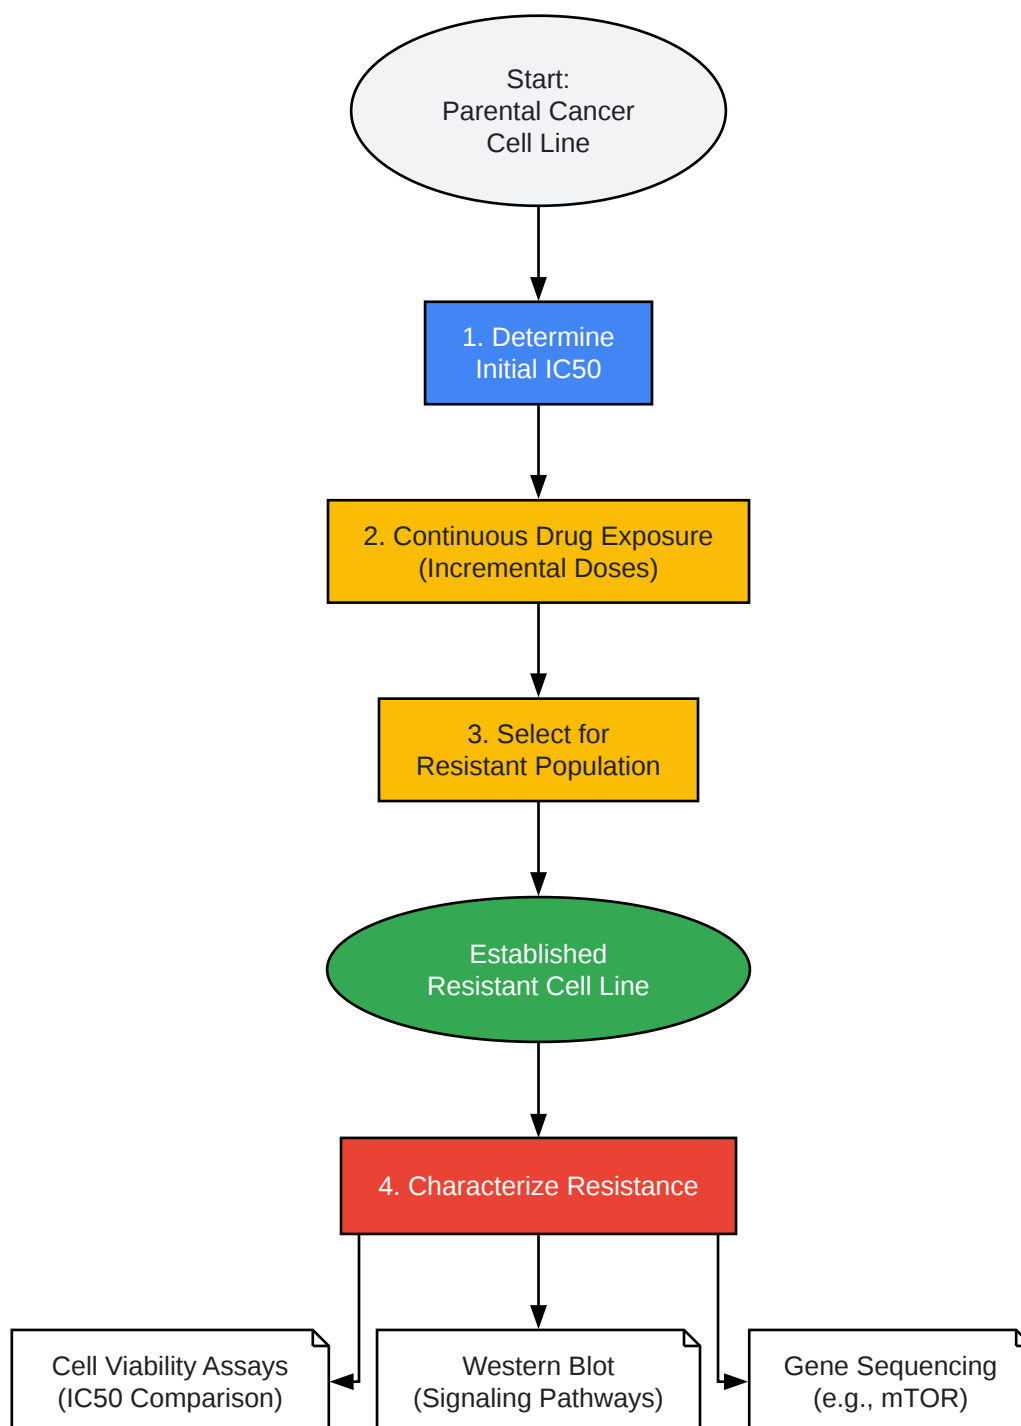 Start:
Parental Cancer
Cell Line
1. Determine
Initial IC50
2. Continuous Drug Exposure
(Incremental Doses)
3. Select for
Resistant Population
Established
Resistant Cell Line
4. Characterize Resistance
Cell Viability Assays
(IC50 Comparison)
Western Blot
(Signaling Pathways)
Gene Sequencing
(e.g., mTOR)